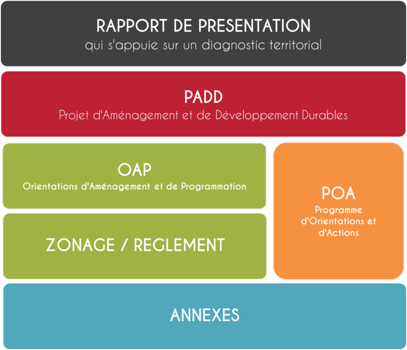 RAPPORT DE PRESENTATION
qui s'appuie sur un diagnostic territorial
PADD
Projet d'Aménagement et de Développement Durables
OAP
Orientations d'Aménagement et de Programmation
ZONAGE / REGLEMENT
POA
Programme
d'Orientations et
d'Actions
ANNEXES